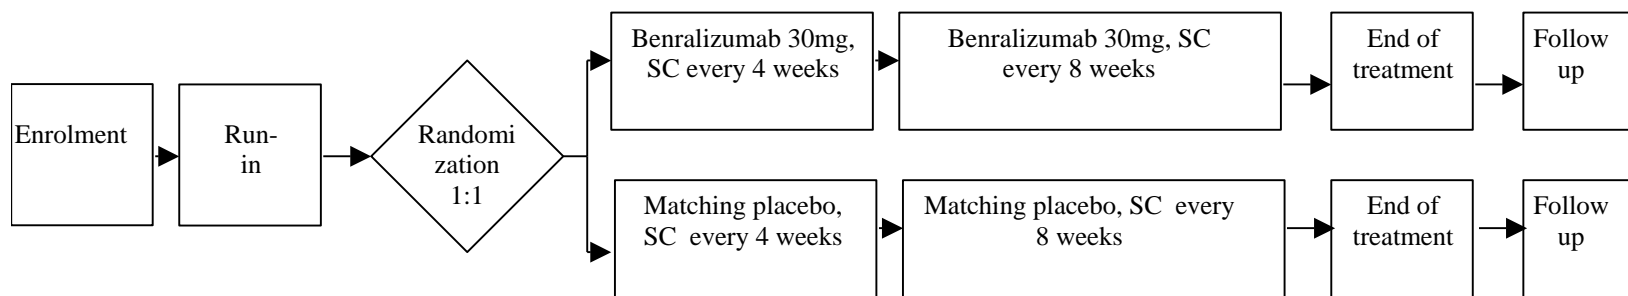 Enrolment
Run-
in
Randomi
zation
1:1
Benralizumab 30mg,
SC every 4 weeks
Benralizumab 30mg, SC
every 8 weeks
End of
treatment
Follow
up
Matching placebo,
SC every 4 weeks
Matching placebo, SC every
8 weeks
End of
treatment
Follow
up